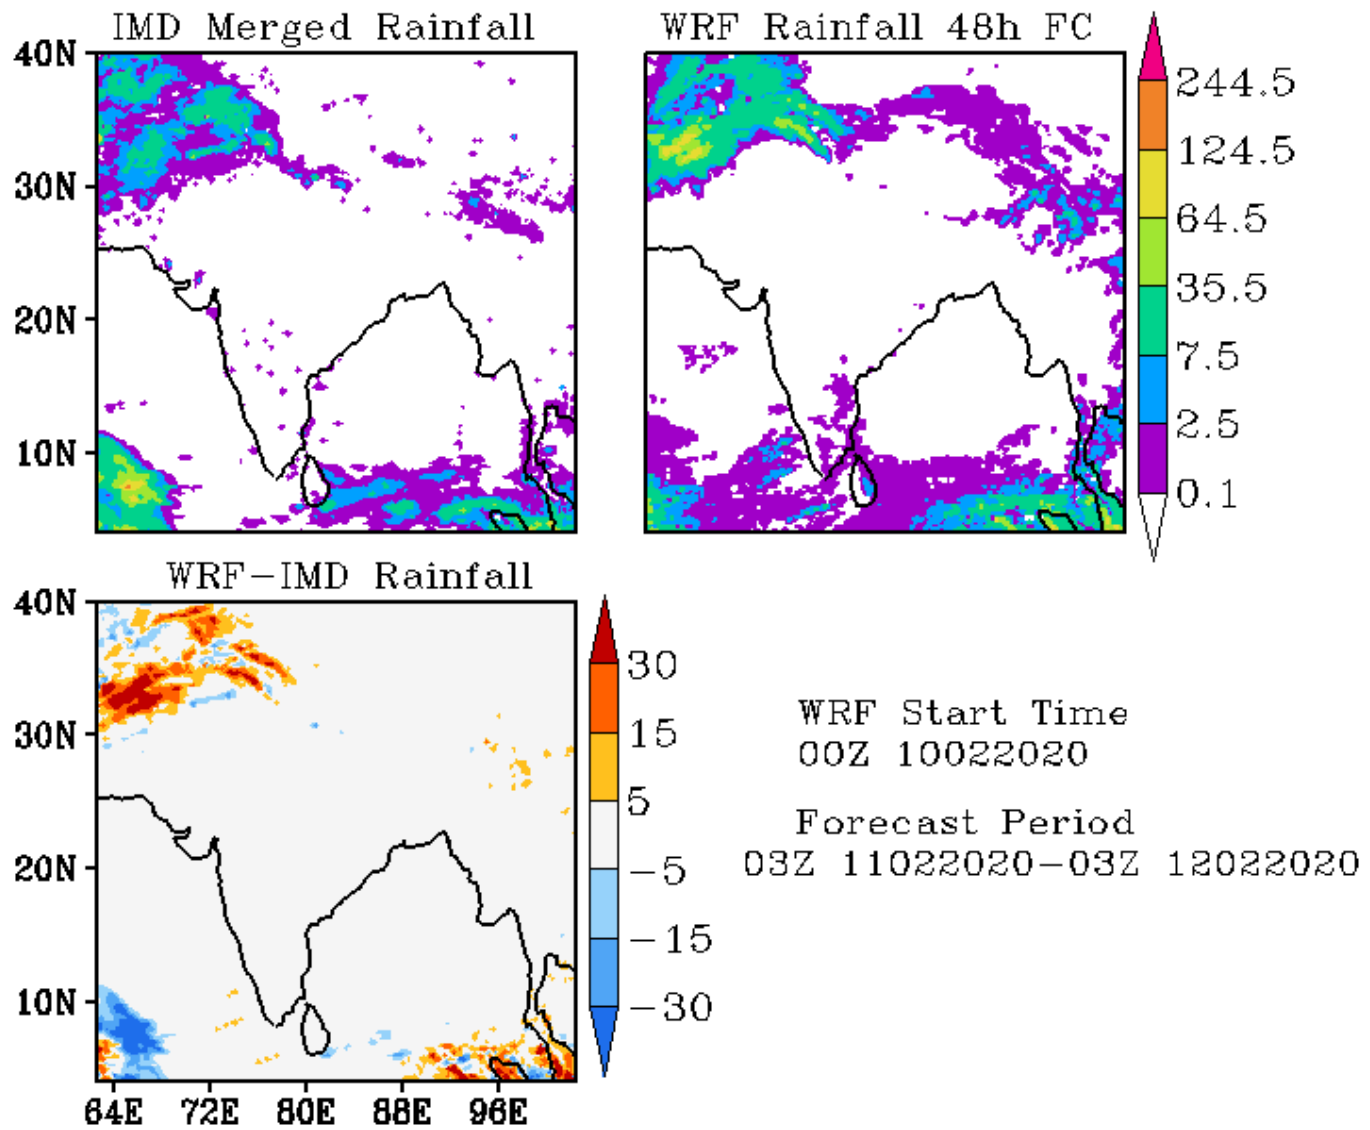 IMD Merged Rainfall
WRF Rainfall 48h FC
40N
30N
20N
10N
244.5
124.5
64.5
35.5
7.5
2.5
0.1
WRF-IMD Rainfall
40N
30N
20N
10N
64E 72E 80E 88E 96E
30
15
5
-5
-15
-30
WRF Start Time
00Z 10022020
Forecast Period
03Z 11022020-03Z 12022020